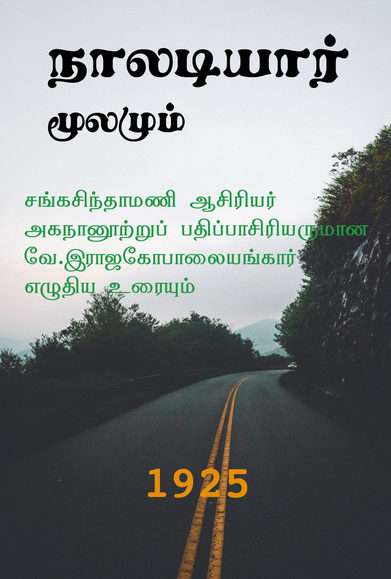 நாலடியார்
மூலமும்
சங்கசிந்தாமணி ஆசிரியர்
அகநானூற்றுப் பதிப்பாசிரியருமான
வே.இராஜகோபாலையங்கார்
எழுதிய உரையும்
1925